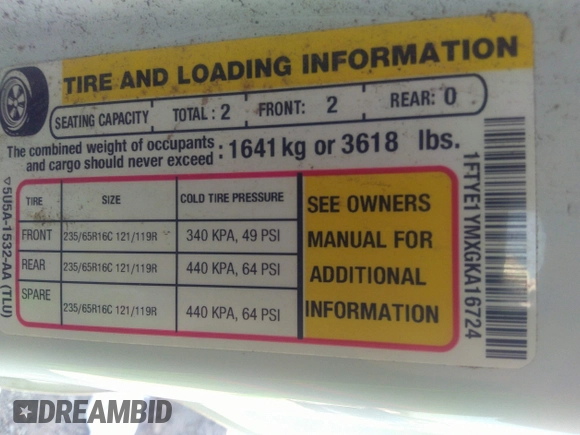 TIRE AND LOADING INFORMATION
SEATING CAPACITY TOTAL : 2 FRONT: 2 REAR: 0
The combined weight of occupants
and cargo should never exceed : 1641 kg or 3618 lbs.
TIRE SIZE COLD TIRE PRESSURE
FRONT 235/65R16C 121/119R 340 KPA, 49 PSI
REAR 235/65R16C 121/119R 440 KPA, 64 PSI
SPARE 235/65R16C 121/119R 440 KPA, 64 PSI
SEE OWNERS
MANUAL FOR
ADDITIONAL
INFORMATION
1FTYE1YMXGKA16724
▽5U5A-1532-AA (TLU)
DREAMBID